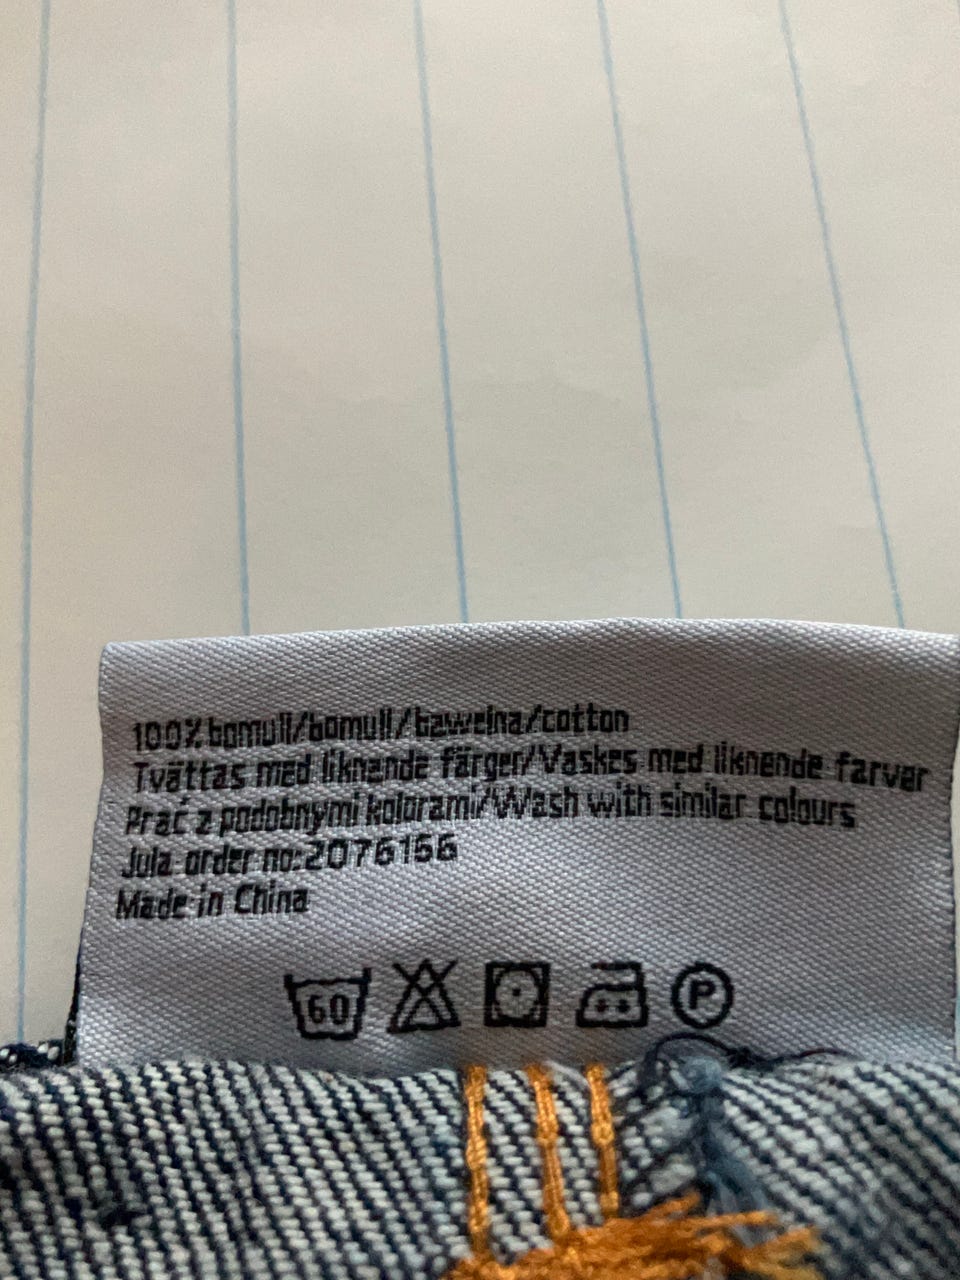 100% bomull/bomull/bawełna/cotton
Tvättas med liknande färger/Vaskes med liknende farver
Prać z podobnymi kolorami/Wash with similar colours
Jula order no:2076156
Made in China
60 P